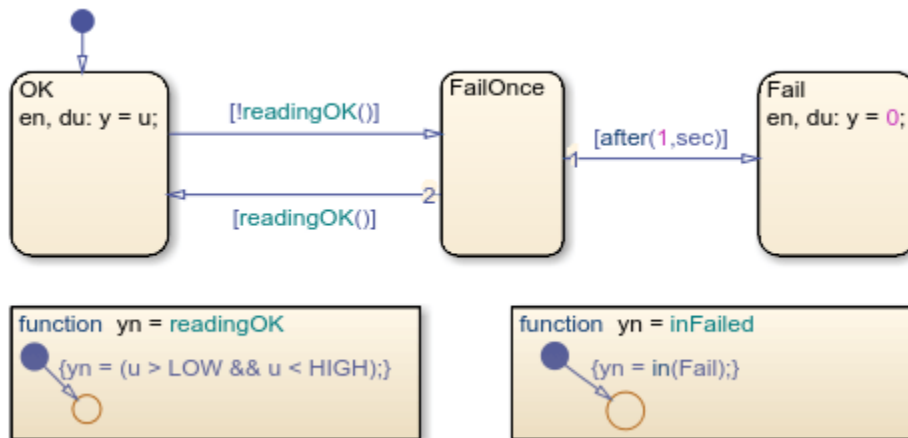 OK
en, du: y = u;
[!readingOK()]
[readingOK()]
FailOnce
1
2
[after(1,sec)]
Fail
en, du: y = 0;
function yn = readingOK
{yn = (u > LOW && u < HIGH);}
function yn = inFailed
{yn = in(Fail);}